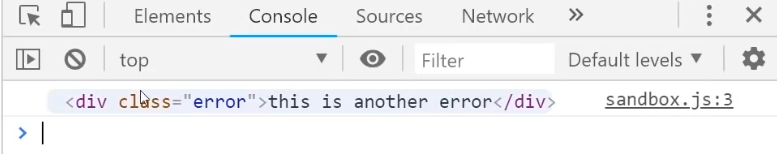 Elements Console Sources Network
top Filter Default levels
<div class="error">this is another error</div> sandbox.js:3